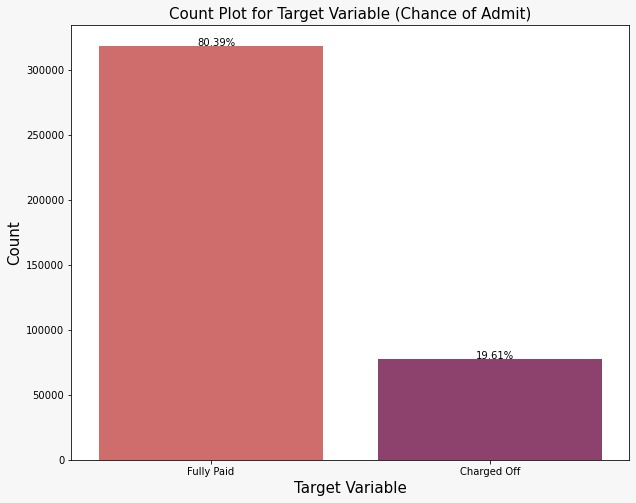 Count Plot for Target Variable (Chance of Admit)
80.39%
300000
250000
200000
150000
100000
50000
0
Count
19.61%
Fully Paid
Charged Off
Target Variable